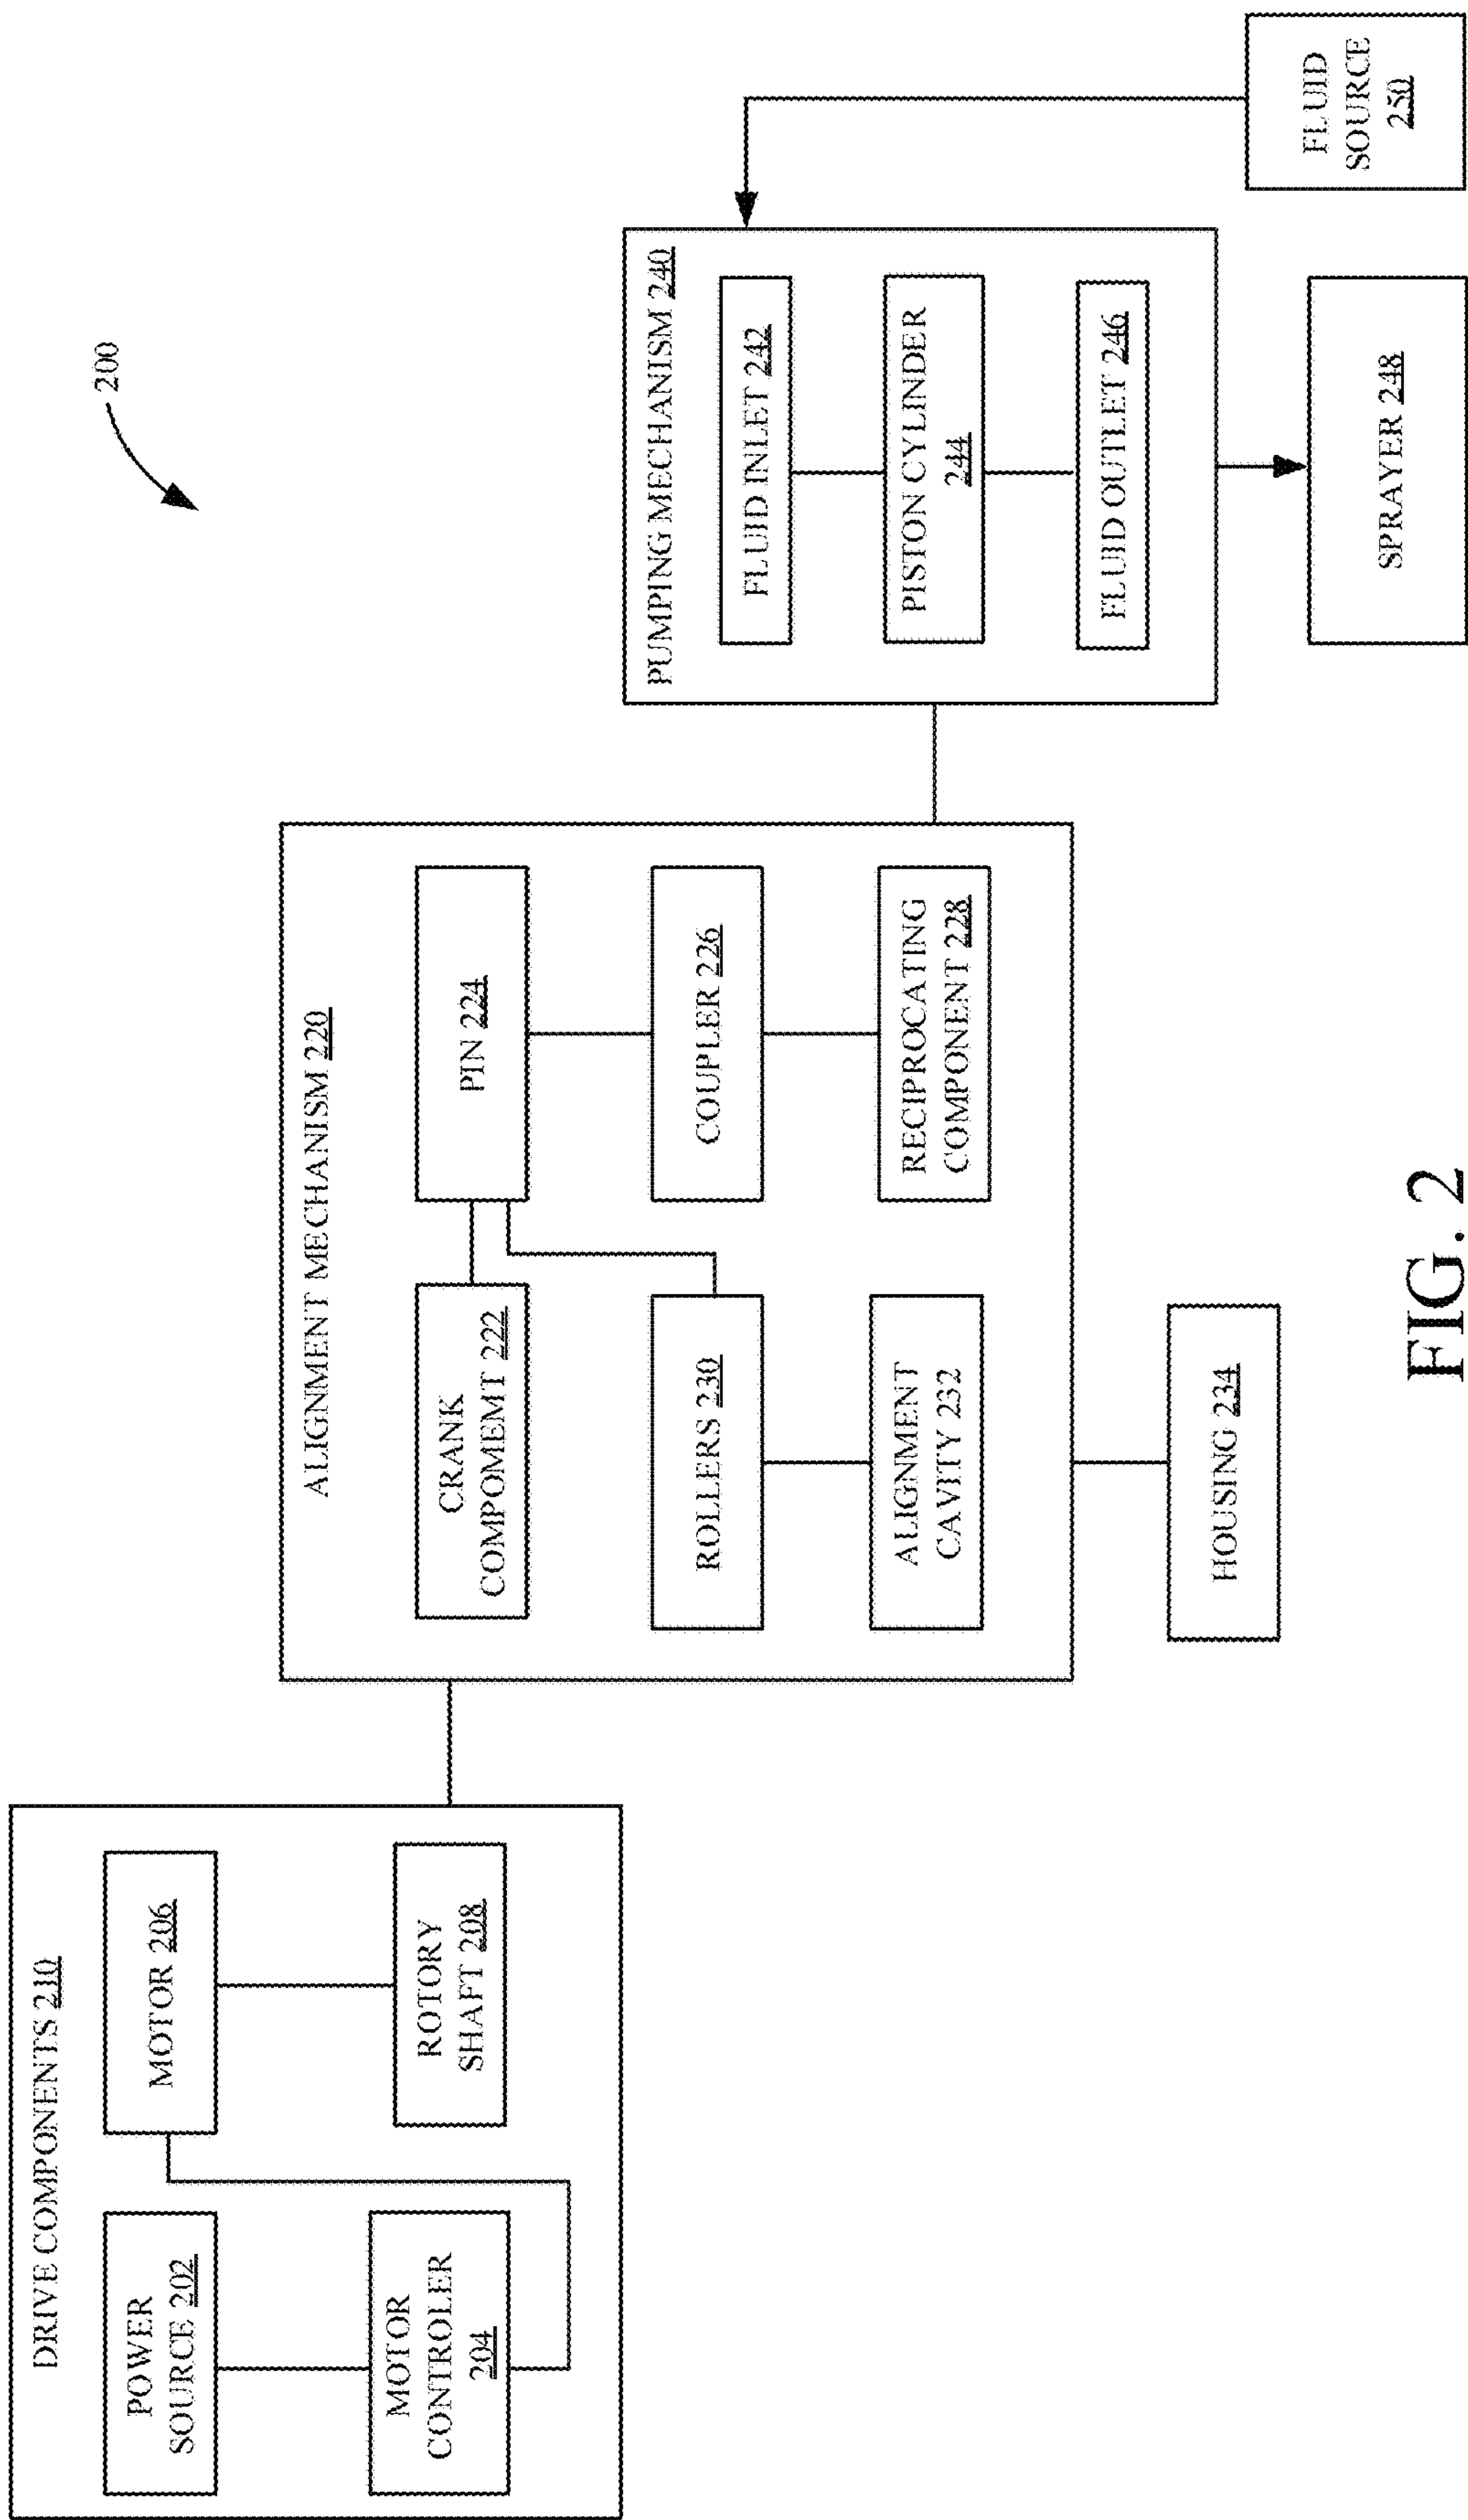 200
DRIVE COMPONENTS 210
POWER
SOURCE 202
MOTOR
CONTROLER
204
MOTOR 206
ROTORY
SHAFT 208
ALIGNMENT MECHANISM 220
CRANK
COMPOMEMT 222
PIN 224
ROLLERS 230
COUPLER 226
ALIGNMENT
CAVITY 232
RECIPROCATING
COMPONENT 228
HOUSING 234
PUMPING MECHANISM 240
FLUID INLET 242
PISTON CYLINDER
244
FLUID OUTLET 246
SPRAYER 248
FLUID
SOURCE
250
FIG. 2